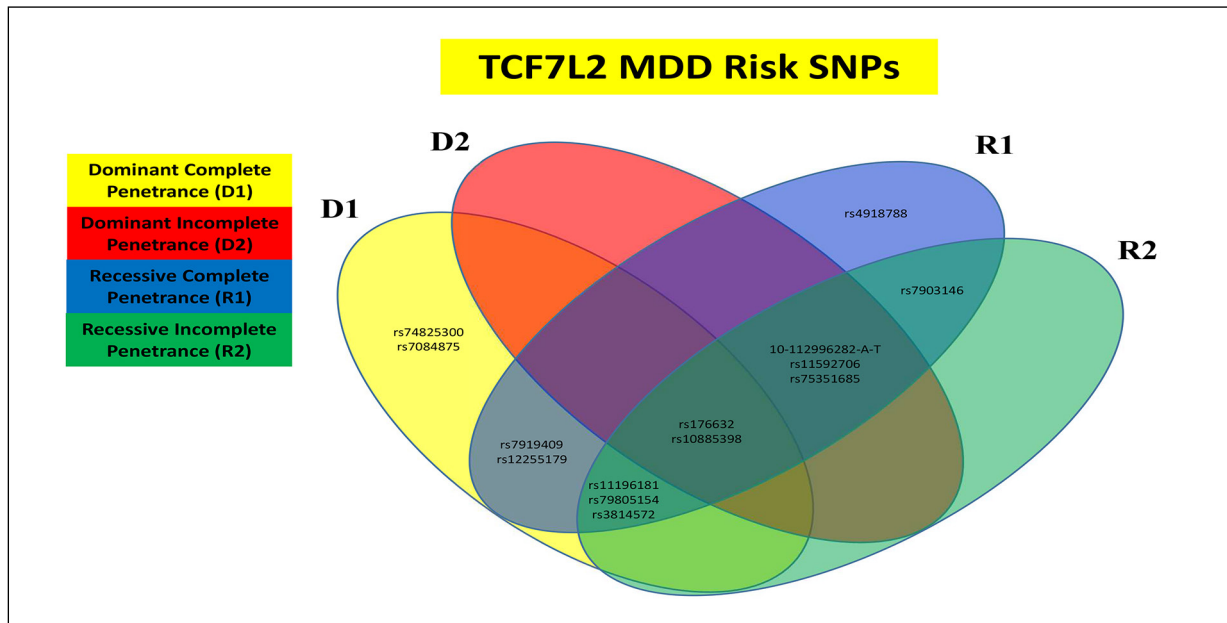 TCF7L2 MDD Risk SNPs
Dominant Complete
Penetrance (D1)
Dominant Incomplete
Penetrance (D2)
Recessive Complete
Penetrance (R1)
Recessive Incomplete
Penetrance (R2)
D1
D2
R1
R2
rs4918788
rs7903146
rs74825300
rs7084875
10-112996282-A-T
rs11592706
rs75351685
rs176632
rs10885398
rs7919409
rs12255179
rs11196181
rs79805154
rs3814572